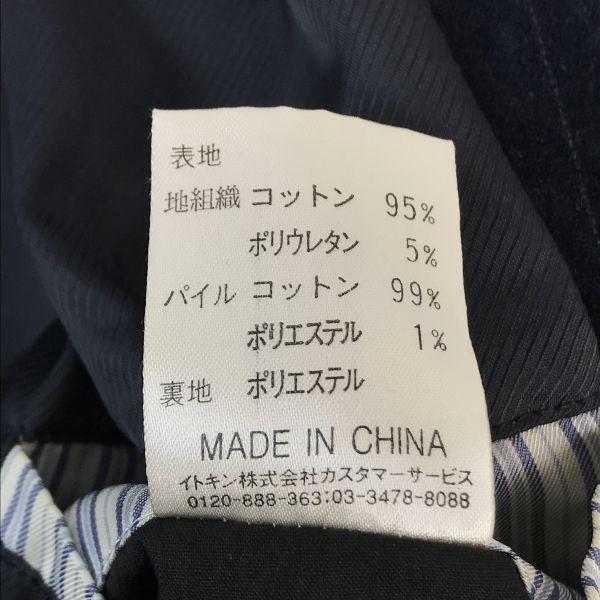 表地
地組織 コットン 95%
ポリウレタン 5%
パイル コットン 99%
ポリエステル 1%
裏地 ポリエステル
MADE IN CHINA
イトキン株式会社カスタマーサービス
0120-888-363:03-3478-8088